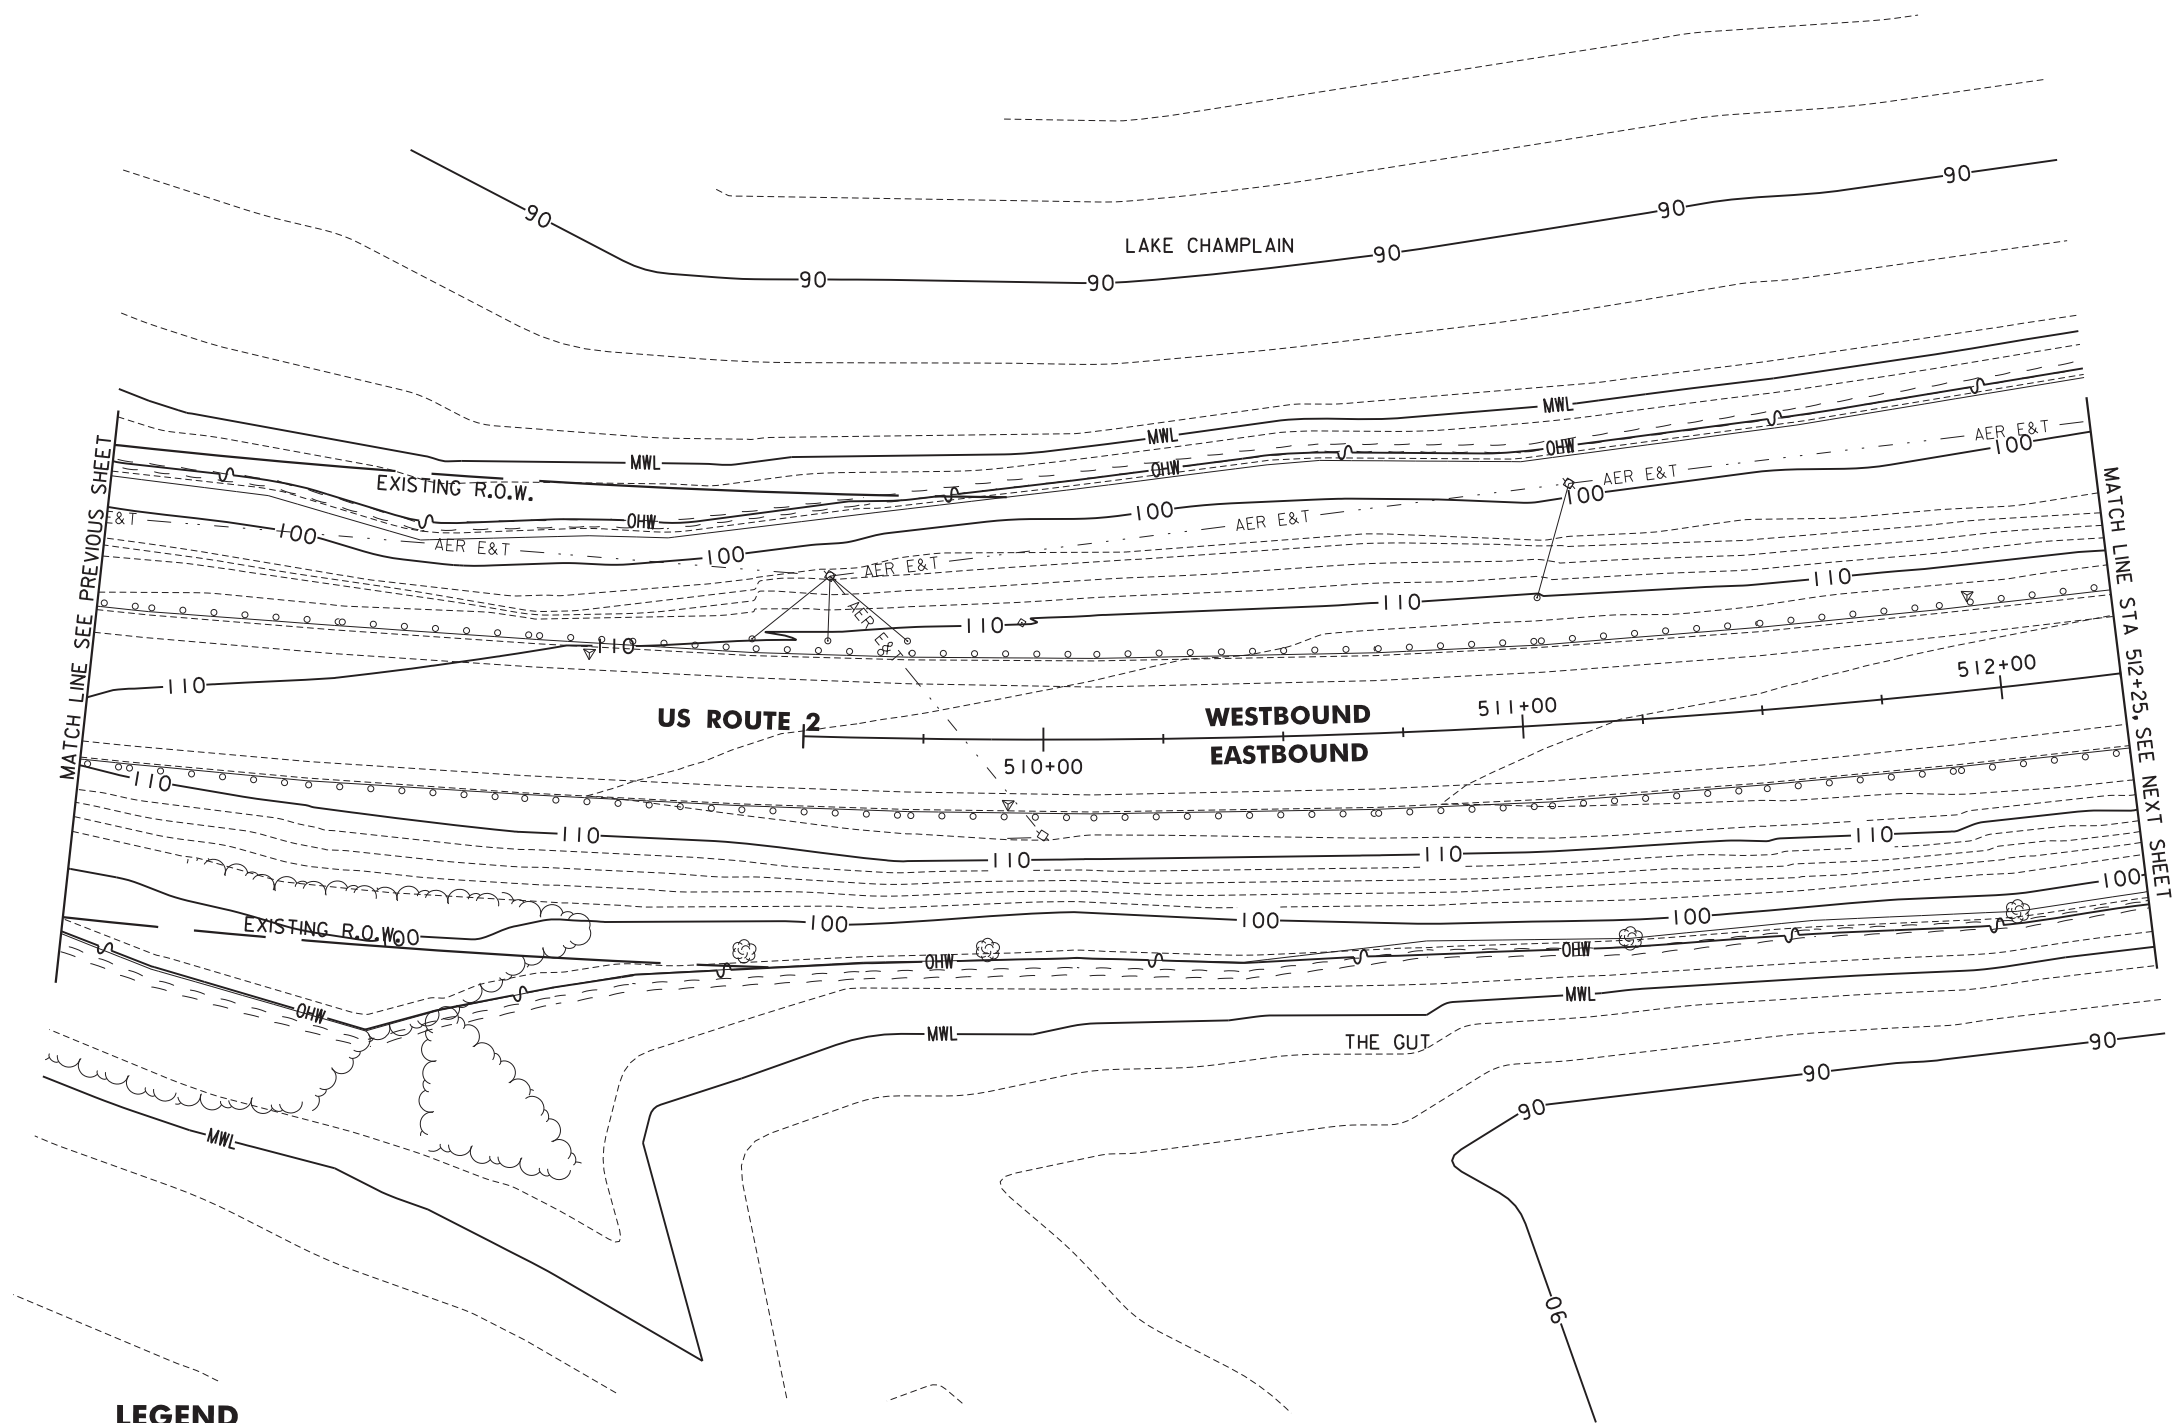 90
LAKE CHAMPLAIN
90
90
90
90
90
MWL
MWL
MWL
OHW
OHW
OHW
EXISTING R.O.W.
E&T
AER E&T
AER E&T
AER E&T
AER E&T
AER E&T
AER E&T
100
100
100
100
100
110
110
110
110
110
MATCH LINE SEE PREVIOUS SHEET
MATCH LINE STA 512+25, SEE NEXT SHEET
US ROUTE 2
WESTBOUND
EASTBOUND
510+00
511+00
512+00
110
110
110
110
110
100
100
100
100
EXISTING R.O.W.
100
OHW
OHW
OHW
MWL
MWL
MWL
THE GUT
90
90
90
90
LEGEND